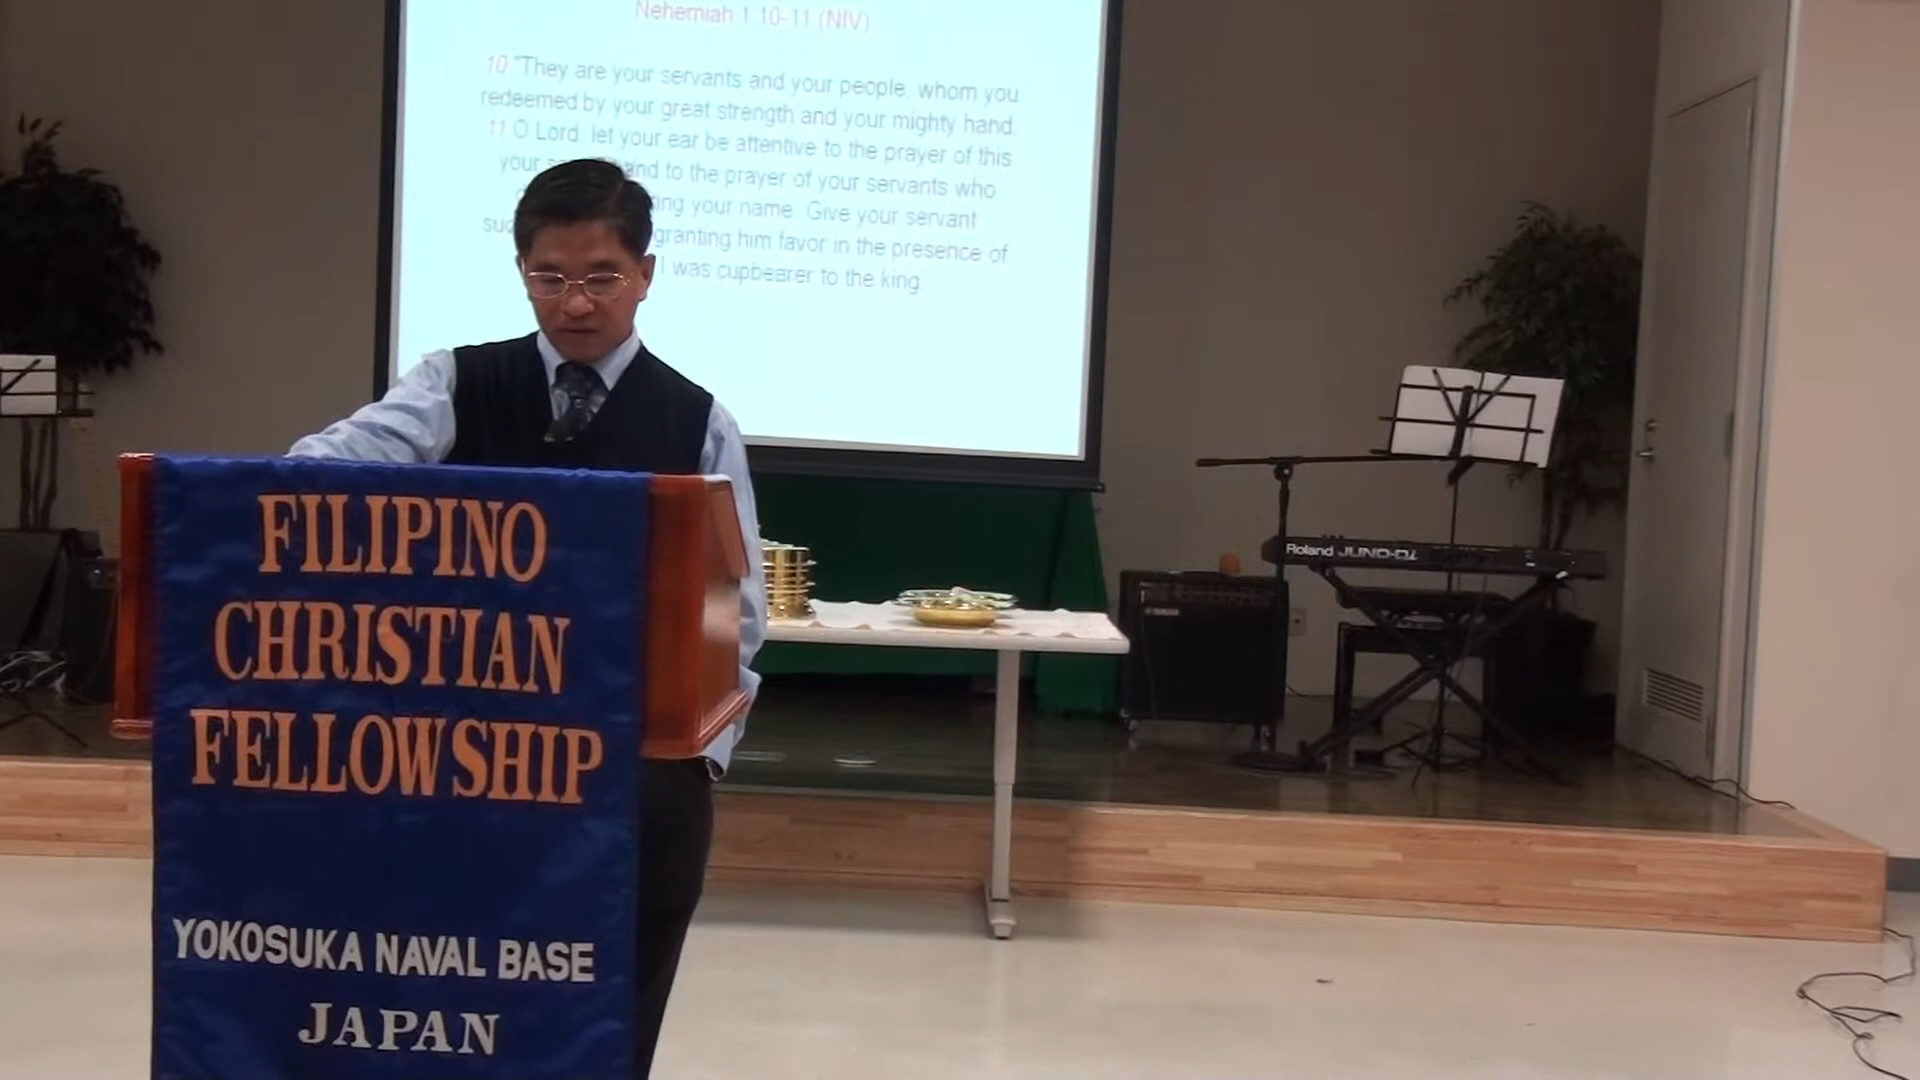 Nehemiah 1:10-11 (NIV)
10 "They are your servants and your people, whom you
redeemed by your great strength and your mighty hand.
11 O Lord, let your ear be attentive to the prayer of this
your and to the prayer of your servants who
your name. Give your servant
granting him favor in the presence of
I was cupbearer to the king.
FILIPINO
CHRISTIAN
FELLOWSHIP
YOKOSUKA NAVAL BASE
JAPAN
Roland JUNO-Di
YAMAHA